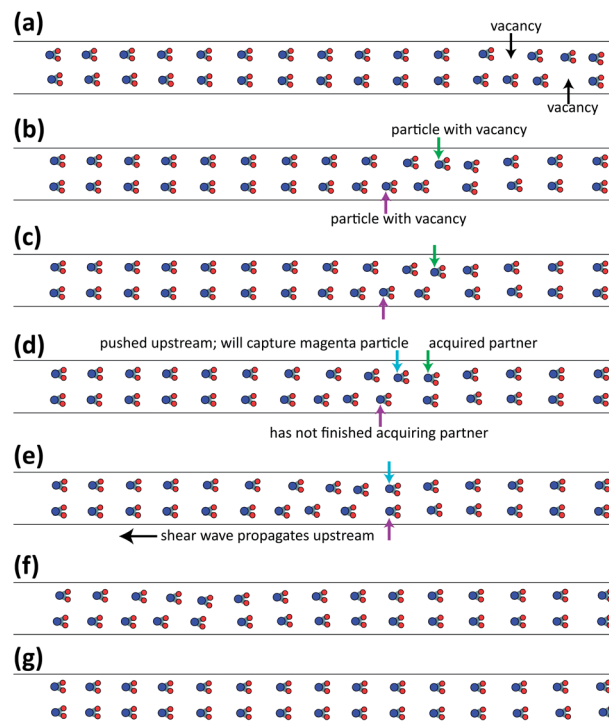 (a)
vacancy
vacancy
(b)
particle with vacancy
particle with vacancy
(c)
(d)
pushed upstream; will capture magenta particle
acquired partner
has not finished acquiring partner
(e)
shear wave propagates upstream
(f)
(g)